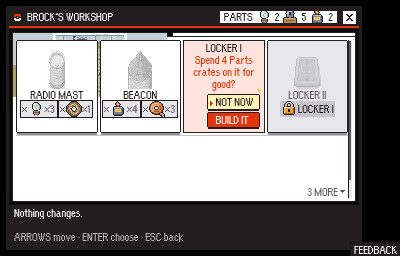 BROCK'S WORKSHOP
PARTS 2 5 2 X
LOCKER I
Spend 4 Parts
crates on it for
good?
RADIO MAST
× ×3 × ×1
BEACON
× ×4 × ×3
NOT NOW
BUILD IT
LOCKER II
LOCKER I
3 MORE
Nothing changes.
ARROWS move · ENTER choose · ESC back
FEEDBACK